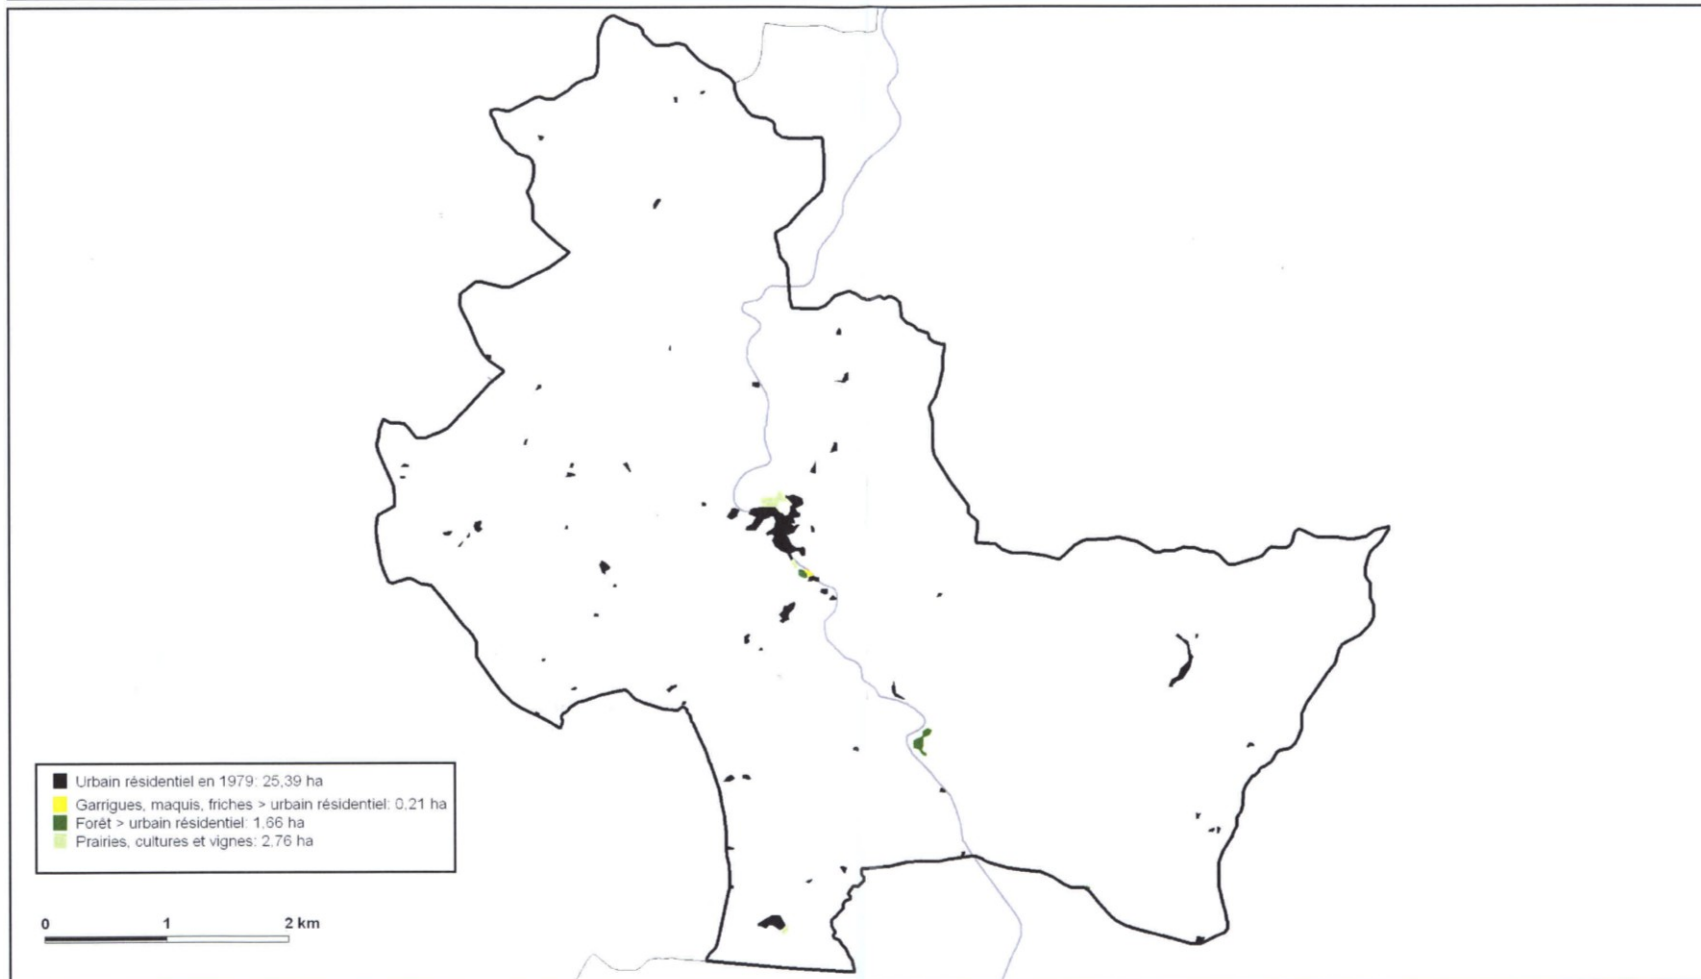 Urbain résidentiel en 1979: 25,39 ha
Garrigues, maquis, friches > urbain résidentiel: 0,21 ha
Forêt > urbain résidentiel: 1,66 ha
Prairies, cultures et vignes: 2,76 ha
0 1 2 km